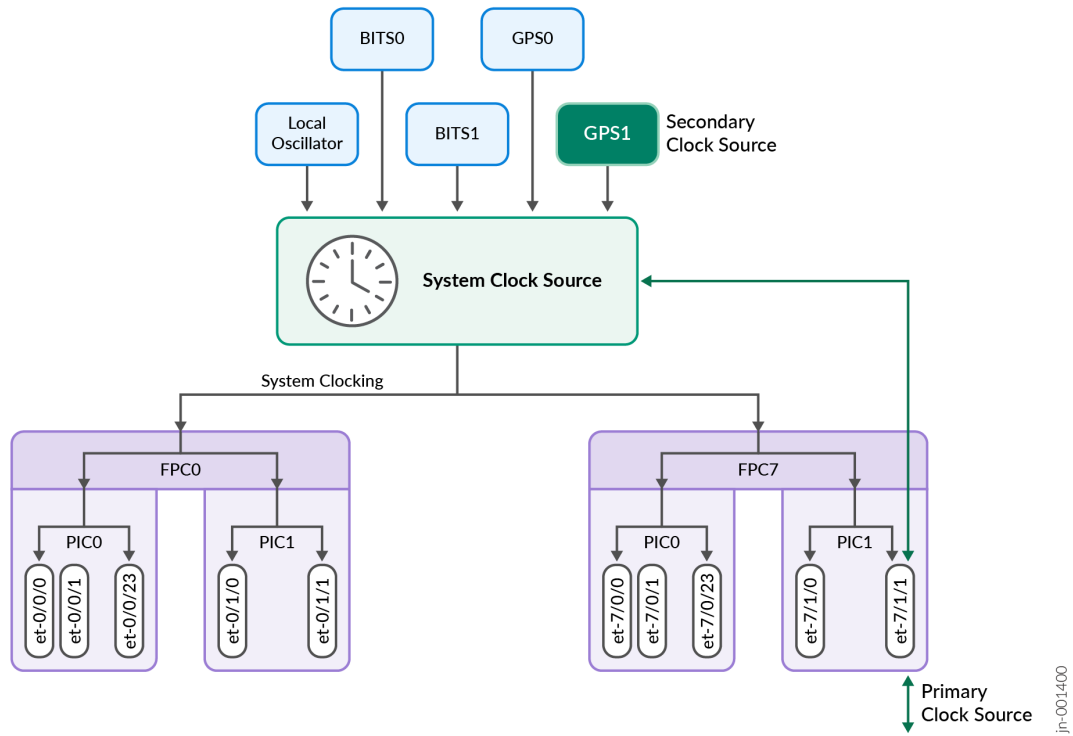 BITS0
GPS0
Local
Oscillator
BITS1
GPS1
Secondary
Clock Source
System Clock Source
System Clocking
FPC0
FPC7
PIC0
PIC1
PIC0
PIC1
et-0/0/0
et-0/0/1
et-0/0/23
et-0/1/0
et-0/1/1
et-7/0/0
et-7/0/1
et-7/0/23
et-7/1/0
et-7/1/1
Primary
Clock Source
jn-001400